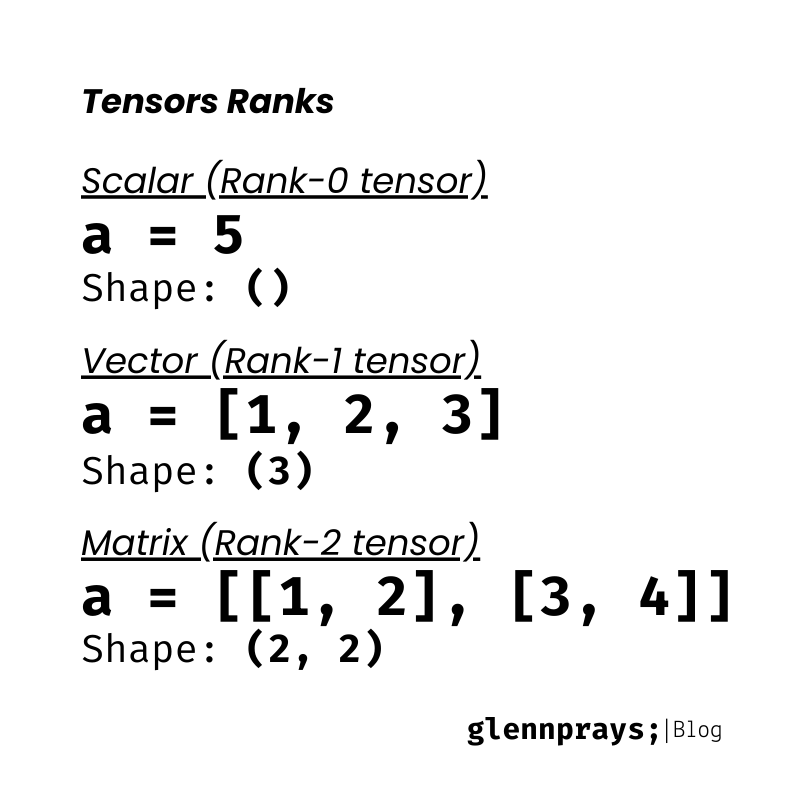 Tensors Ranks
Scalar (Rank-0 tensor)
a = 5
Shape: ()
Vector (Rank-1 tensor)
a = [1, 2, 3]
Shape: (3)
Matrix (Rank-2 tensor)
a = [[1, 2], [3, 4]]
Shape: (2, 2)
glennprays;|Blog